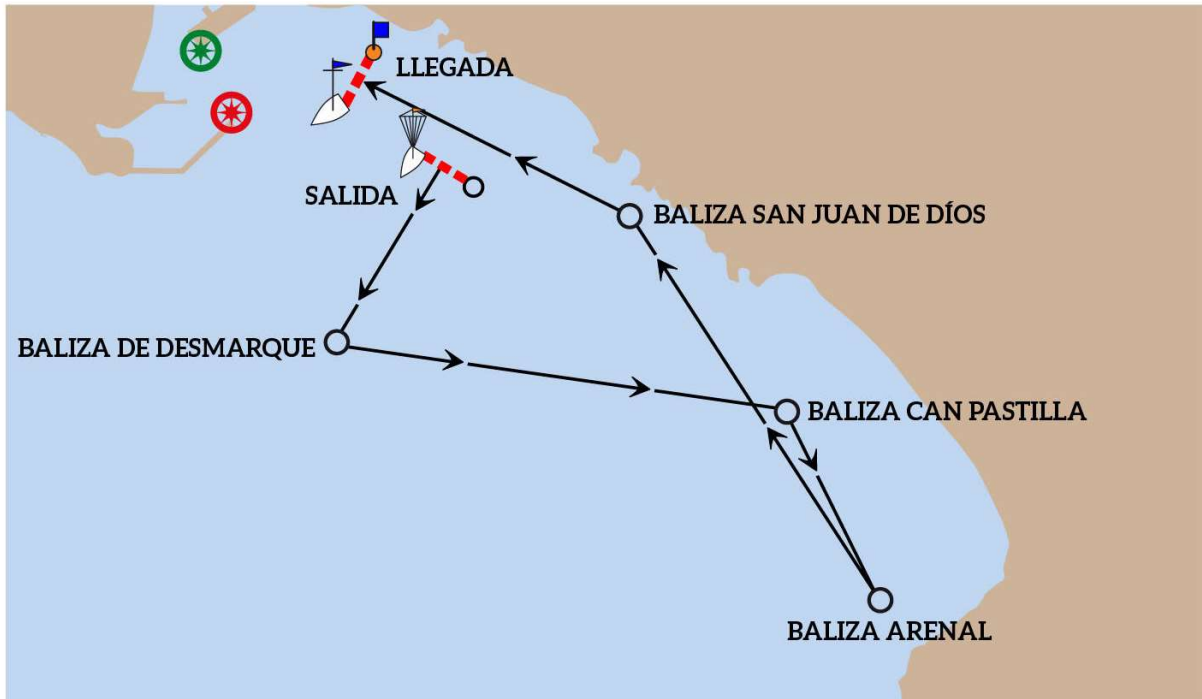 LLEGADA
SALIDA
BALIZA SAN JUAN DE DÍOS
BALIZA DE DESMARQUE
BALIZA CAN PASTILLA
BALIZA ARENAL